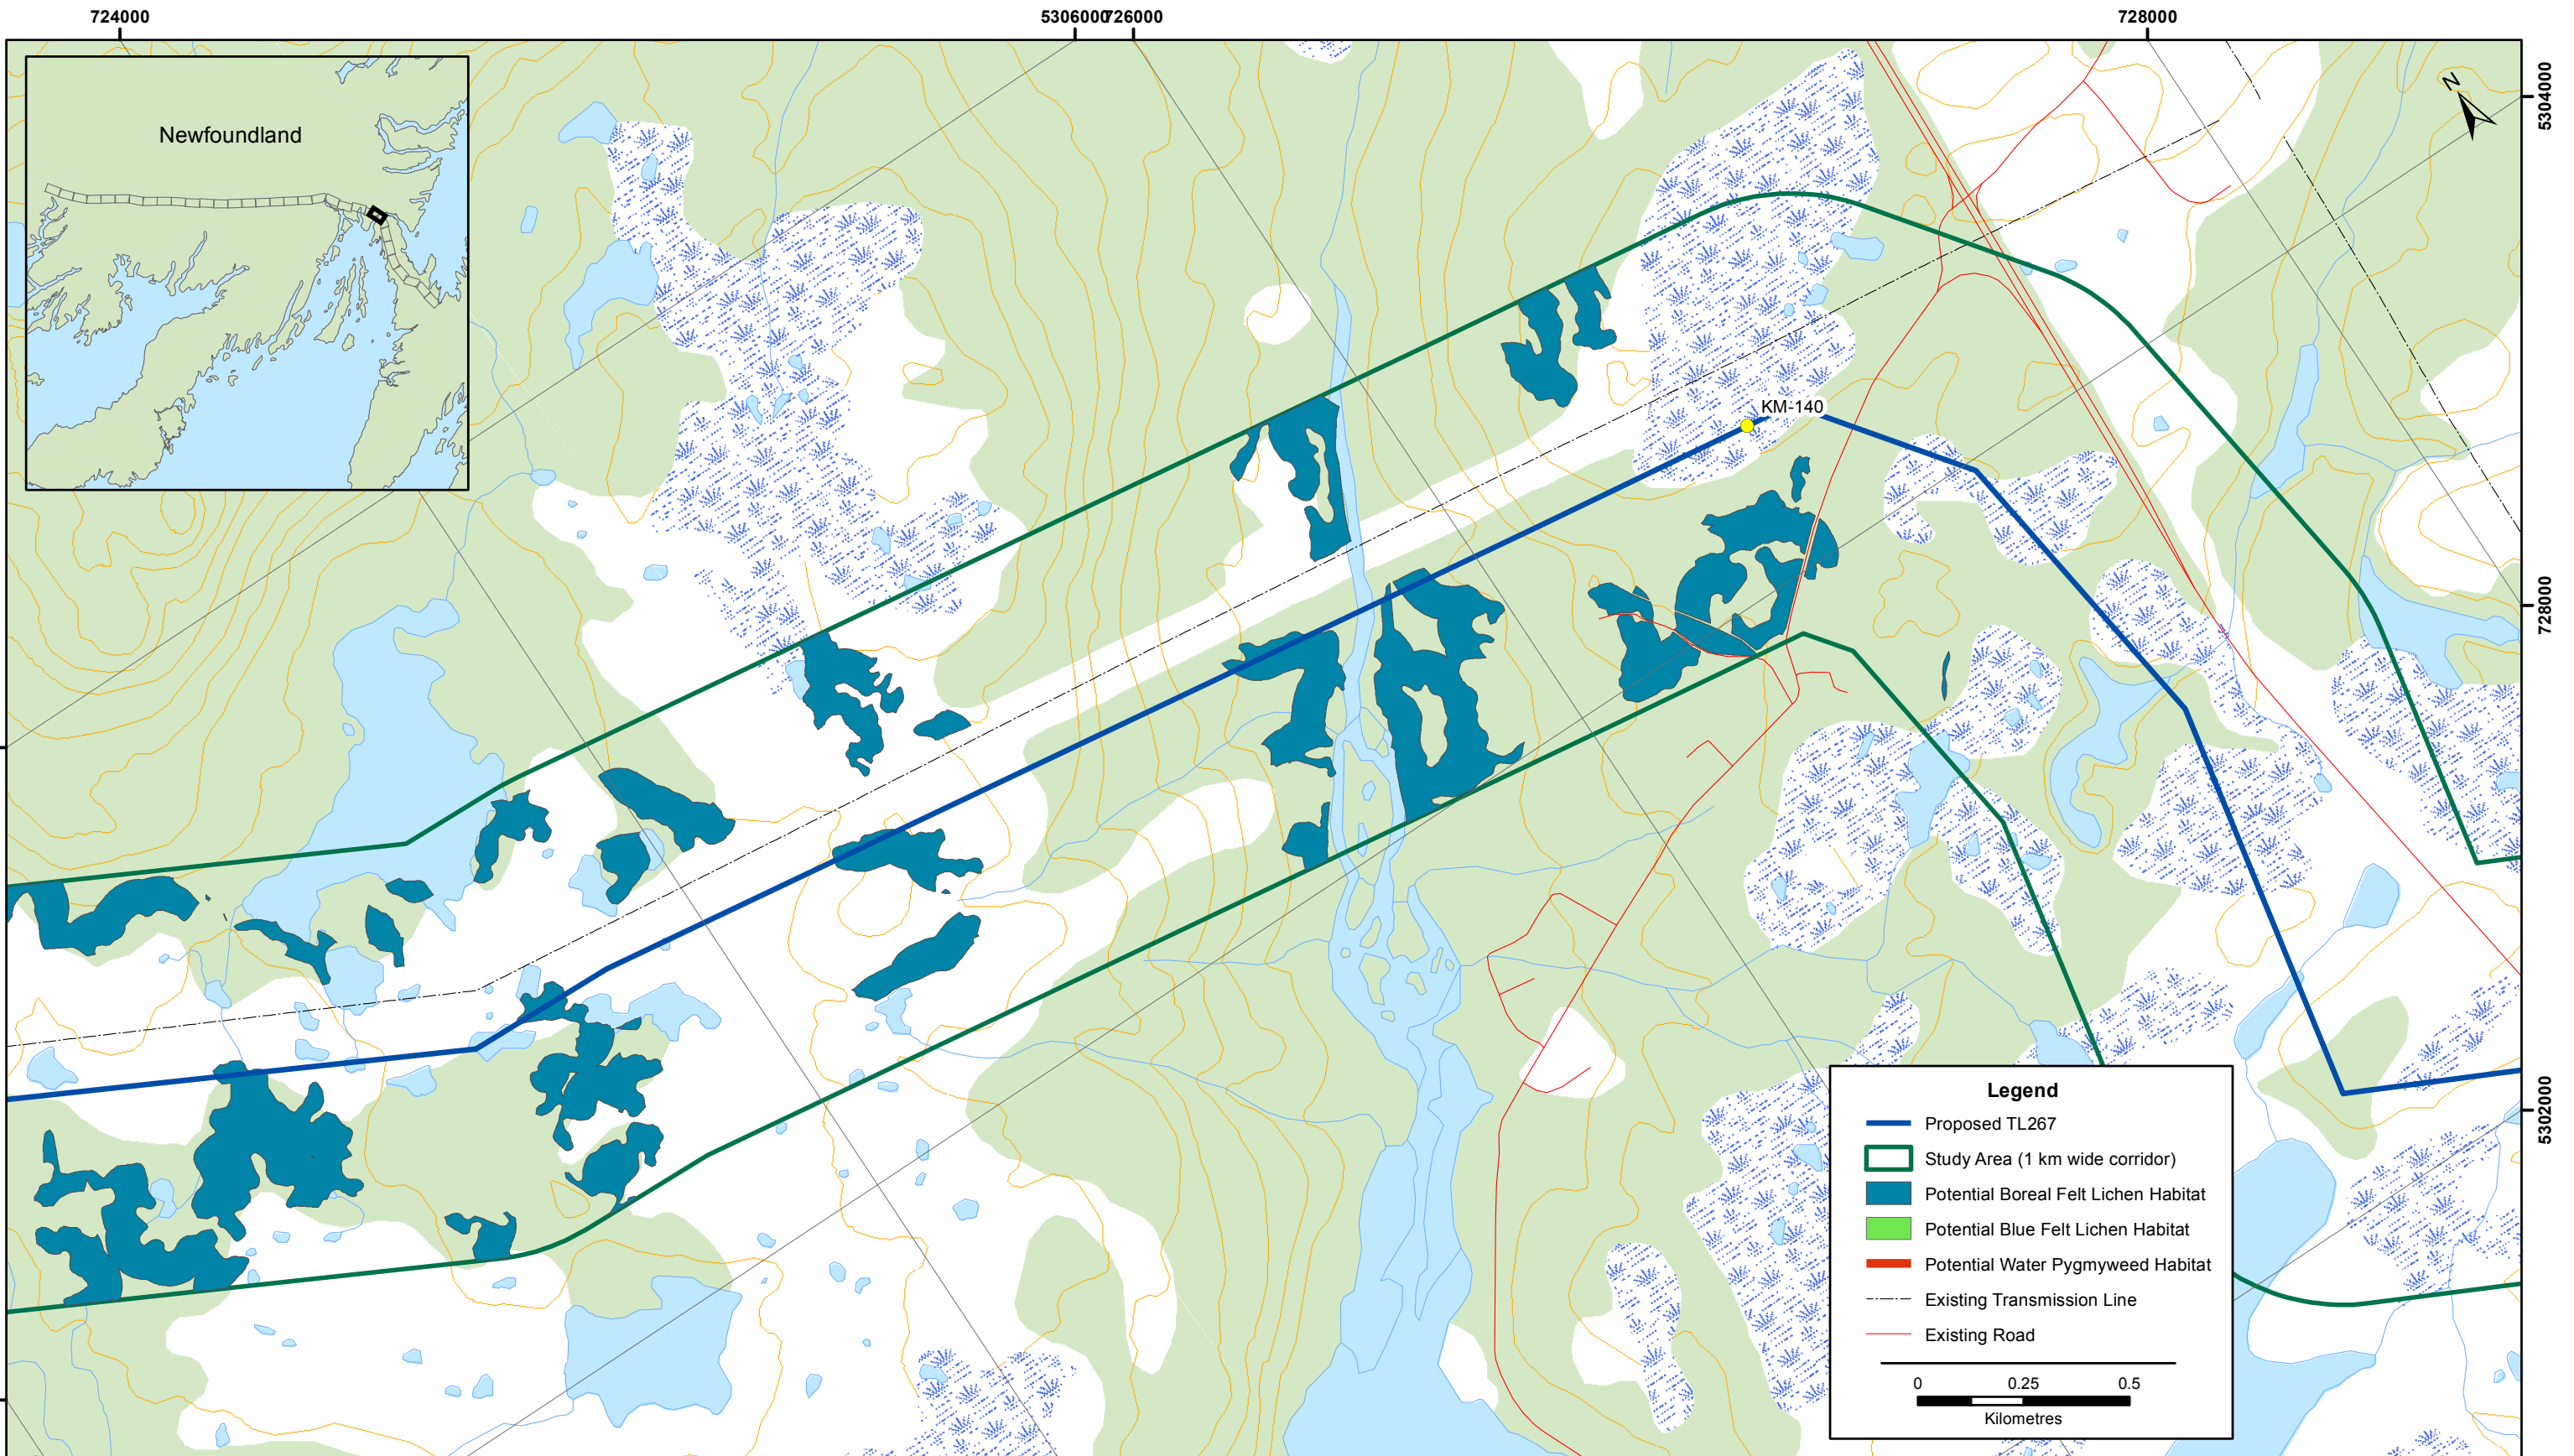 724000
5306000
726000
728000
5304000
N
Newfoundland
KM-140
728000
5302000
Legend
Proposed TL267
Study Area (1 km wide corridor)
Potential Boreal Felt Lichen Habitat
Potential Blue Felt Lichen Habitat
Potential Water Pygmyweed Habitat
Existing Transmission Line
Existing Road
0 0.25 0.5
Kilometres